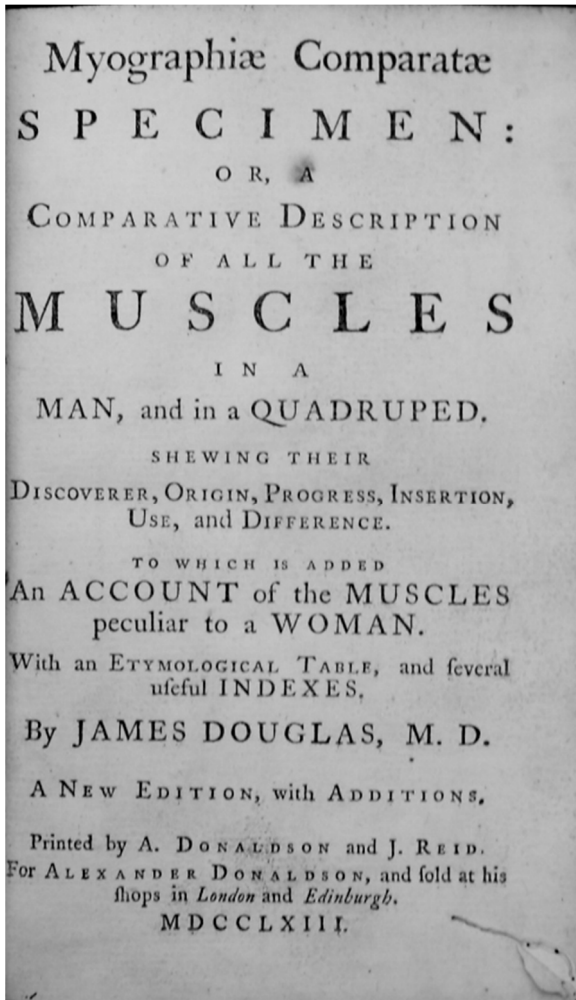 Myographiæ Comparatæ
SPECIMEN:
OR, A
COMPARATIVE DESCRIPTION
OF ALL THE
MUSCLES
IN A
MAN, and in a QUADRUPED.
SHEWING THEIR
DISCOVERER, ORIGIN, PROGRESS, INSERTION,
USE, and DIFFERENCE.
TO WHICH IS ADDED
An ACCOUNT of the MUSCLES
peculiar to a WOMAN.
With an ETYMOLOGICAL TABLE, and ſeveral
uſeful INDEXES.
By JAMES DOUGLAS, M. D.
A NEW EDITION, with ADDITIONS.
Printed by A. DONALDSON and J. REID.
For ALEXANDER DONALDSON, and ſold at his
ſhops in London and Edinburgh.
MDCCLXIII.